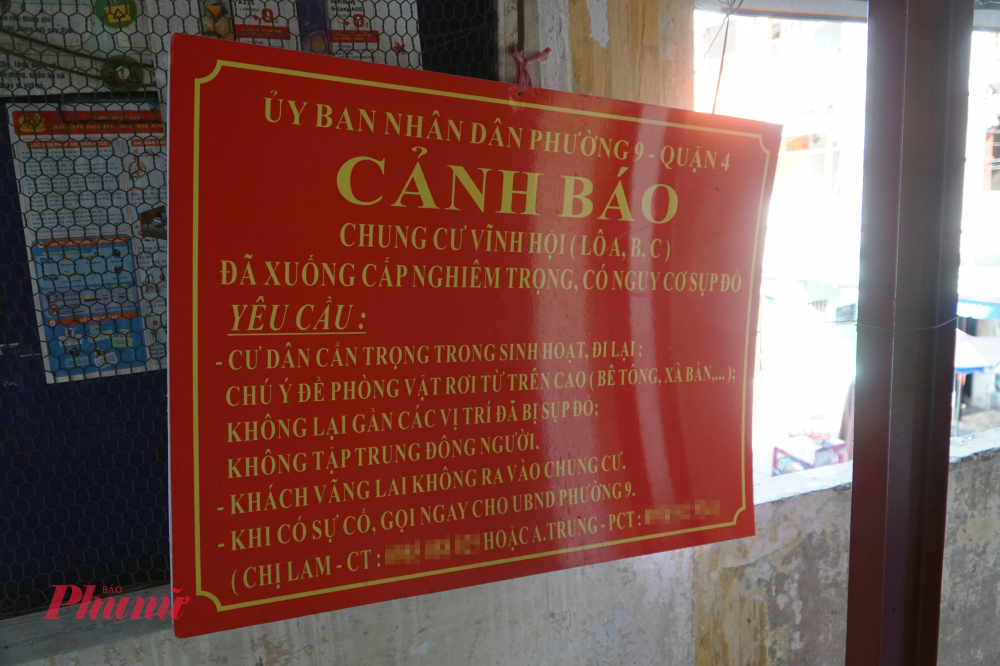 ỦY BAN NHÂN DÂN PHƯỜNG 9 - QUẬN 4
CẢNH BÁO
CHUNG CƯ VĨNH HỘI ( LÔ A, B, C )
ĐÃ XUỐNG CẤP NGHIÊM TRỌNG, CÓ NGUY CƠ SỤP ĐỔ
YÊU CẦU :
- CƯ DÂN CẨN TRỌNG TRONG SINH HOẠT, ĐI LẠI ;
CHÚ Ý ĐỀ PHÒNG VẬT RƠI TỪ TRÊN CAO ( BÊ TÔNG, XÀ BẦN,... );
KHÔNG LẠI GẦN CÁC VỊ TRÍ ĐÃ BỊ SỤP ĐỔ;
KHÔNG TẬP TRUNG ĐÔNG NGƯỜI.
- KHÁCH VÃNG LAI KHÔNG RA VÀO CHUNG CƯ.
- KHI CÓ SỰ CỐ, GỌI NGAY CHO UBND PHƯỜNG 9.
( CHỊ LAM - CT : HOẶC A.TRUNG - PCT :
BÁO
Phụ nữ